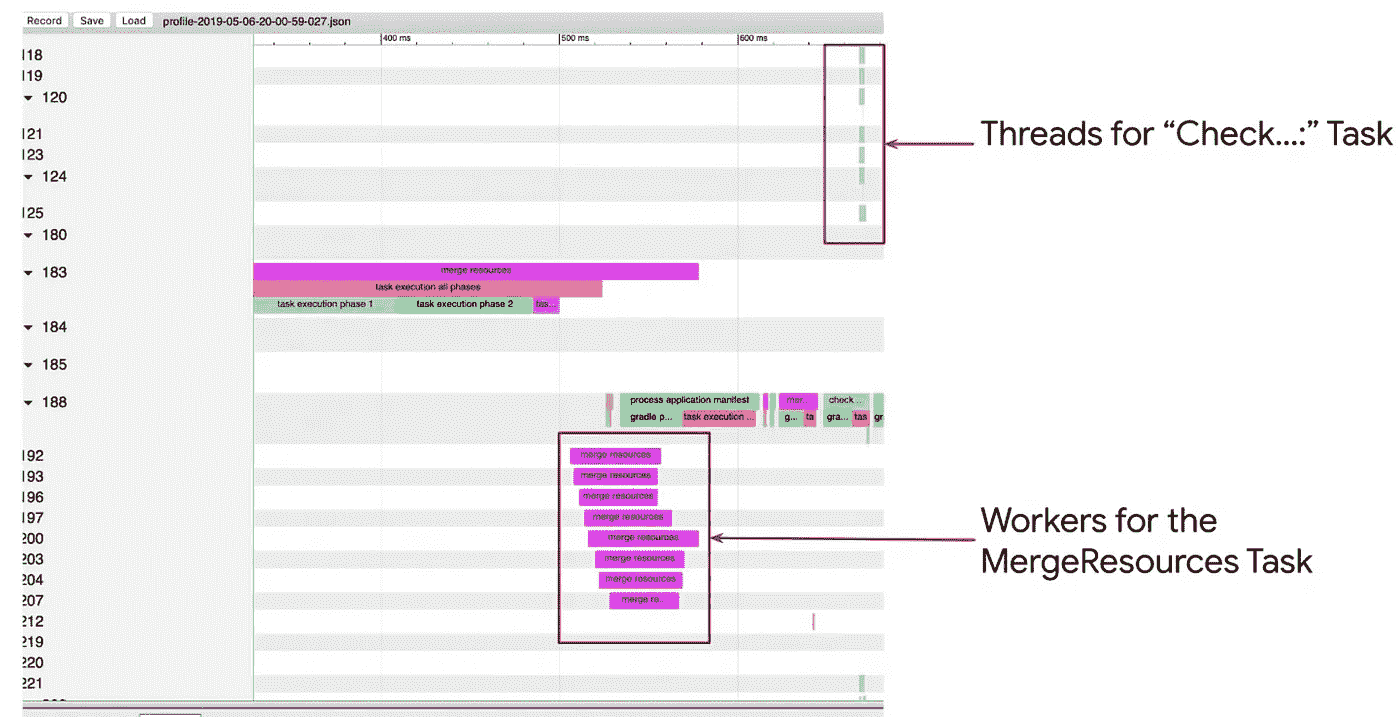 Record Save Load profile-2019-05-06-20-00-59-027.json
400 ms 500 ms 600 ms
118
119
120
Threads for “Check...:” Task
121
123
124
125
180
183 merge resources
task execution all phases
task execution phase 1 task execution phase 2 tas...
184
185
188 process application manifest mer... check ...
gradle p... task execution ... g... ta gra... tas gr
192 merge resources
193 merge resources
196 merge resources
197 merge resources
Workers for the
MergeResources Task
200 merge resources
203 merge resources
204 merge resources
207 merge re...
212
219
220
221